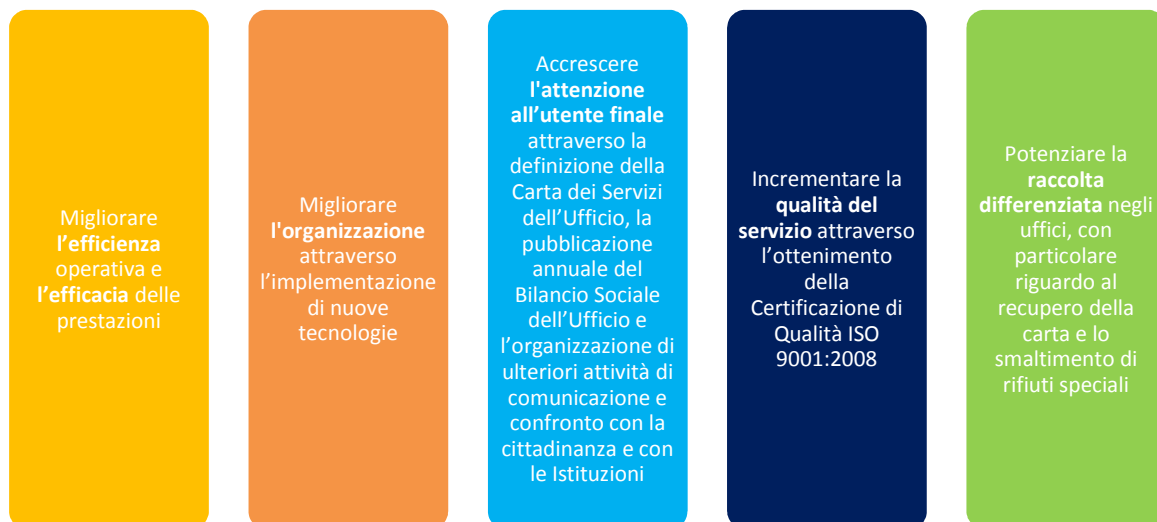 Migliorare
l’efficienza
operativa e
l’efficacia delle
prestazioni
Migliorare
l'organizzazione
attraverso
l’implementazione
di nuove
tecnologie
Accrescere
l'attenzione
all’utente finale
attraverso la
definizione della
Carta dei Servizi
dell’Ufficio, la
pubblicazione
annuale del
Bilancio Sociale
dell’Ufficio e
l’organizzazione di
ulteriori attività di
comunicazione e
confronto con la
cittadinanza e con
le Istituzioni
Incrementare la
qualità del
servizio attraverso
l’ottenimento
della
Certificazione di
Qualità ISO
9001:2008
Potenziare la
raccolta
differenziata negli
uffici, con
particolare
riguardo al
recupero della
carta e lo
smaltimento di
rifiuti speciali